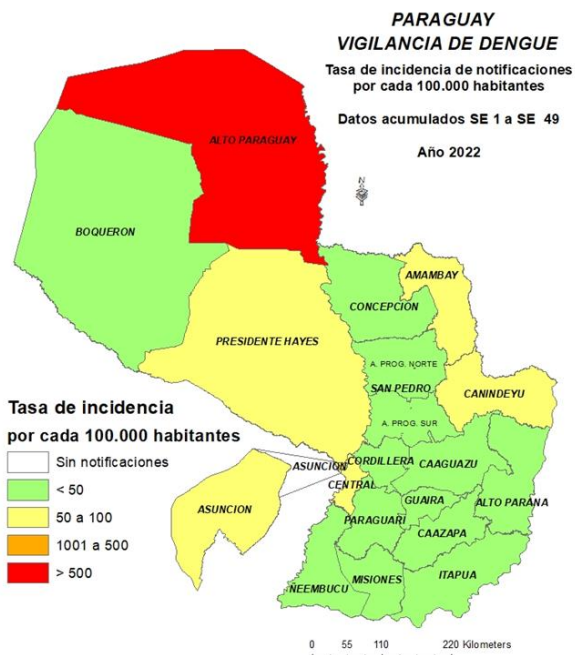 PARAGUAY
VIGILANCIA DE DENGUE
Tasa de incidencia de notificaciones
por cada 100.000 habitantes
Datos acumulados SE 1 a SE 49
Año 2022
ALTO PARAGUAY
BOQUERON
AMAMBAY
CONCEPCION
PRESIDENTE HAYES
A. PROG. NORTE
SAN PEDRO
CANINDEYU
A. PROG. SUR
Tasa de incidencia
por cada 100.000 habitantes
Sin notificaciones
< 50
50 a 100
1001 a 500
> 500
ASUNCION
CORDILLERA
CAAGUAZU
CENTRAL
ASUNCION
GUAIRA
ALTO PARANA
PARAGUARI
CAAZAPA
ÑEEMBUCU
MISIONES
ITAPUA
0 55 110 220 Kilometers